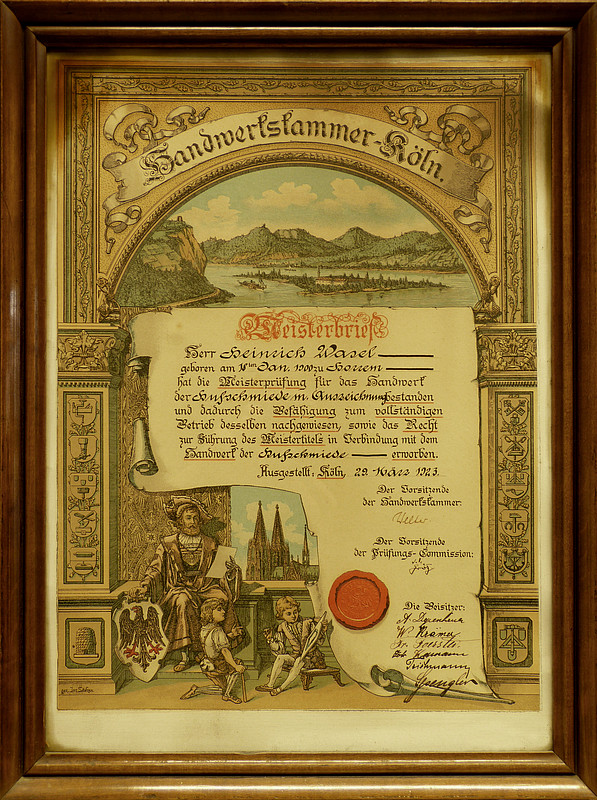 Handwerkskammer-Köln.
Meisterbrief
Herr Heinrich Wasel
geboren am 18ten Jan. 1900 zu Horrem
hat die Meisterprüfung für das Handwerk
der Hufschmiede m. Auszeichnung bestanden
und dadurch die Befähigung zum vollständigen
Betrieb desselben nachgewiesen, sowie das Recht
zur Führung des Meistertitels in Verbindung mit dem
Handwerk der Hufschmiede erworben.
Ausgestellt: Köln, 29. März 1923.
Der Vorsitzende
der Handwerkskammer:
Der Vorsitzende
der Prüfungs-Commission:
Die Beisitzer:
W. Krämer
Teichmann
Spengler